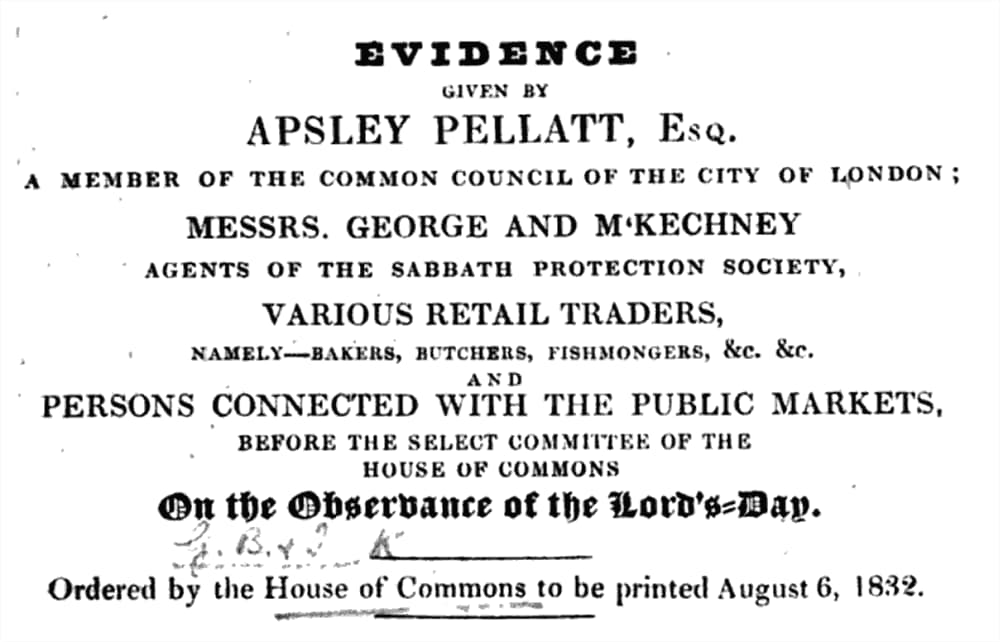 EVIDENCE
GIVEN BY
APSLEY PELLATT, Esq.
A MEMBER OF THE COMMON COUNCIL OF THE CITY OF LONDON;
MESSRS. GEORGE AND M‘KECHNEY
AGENTS OF THE SABBATH PROTECTION SOCIETY,
VARIOUS RETAIL TRADERS,
NAMELY—BAKERS, BUTCHERS, FISHMONGERS, &c. &c.
AND
PERSONS CONNECTED WITH THE PUBLIC MARKETS,
BEFORE THE SELECT COMMITTEE OF THE
HOUSE OF COMMONS
On the Observance of the Lord's-Day.
Ordered by the House of Commons to be printed August 6, 1832.